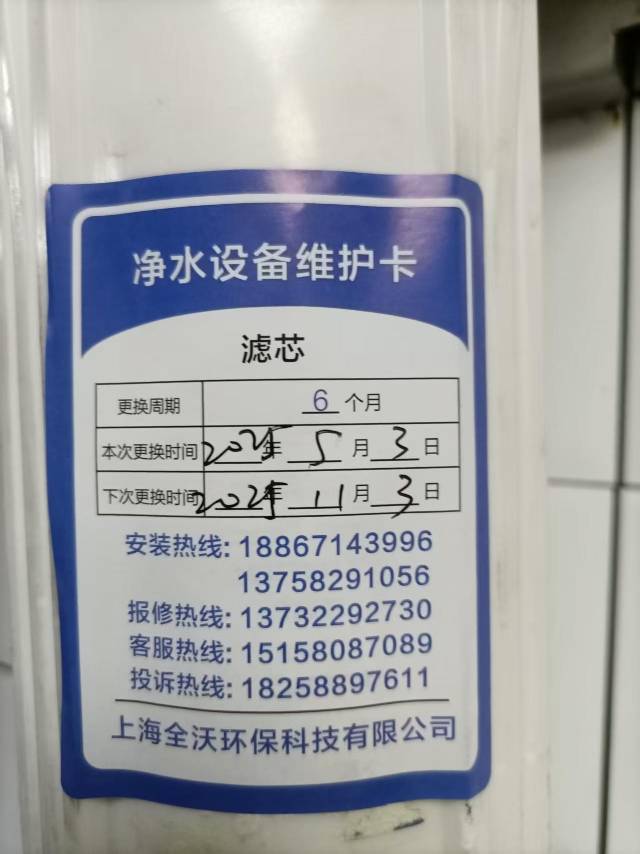 净水设备维护卡
滤芯
更换周期 6 个月
本次更换时间 2025年 5 月 3 日
下次更换时间 2025年 11 月 3 日
安装热线: 18867143996
13758291056
报修热线: 13732292730
客服热线: 15158087089
投诉热线: 18258897611
上海全沃环保科技有限公司